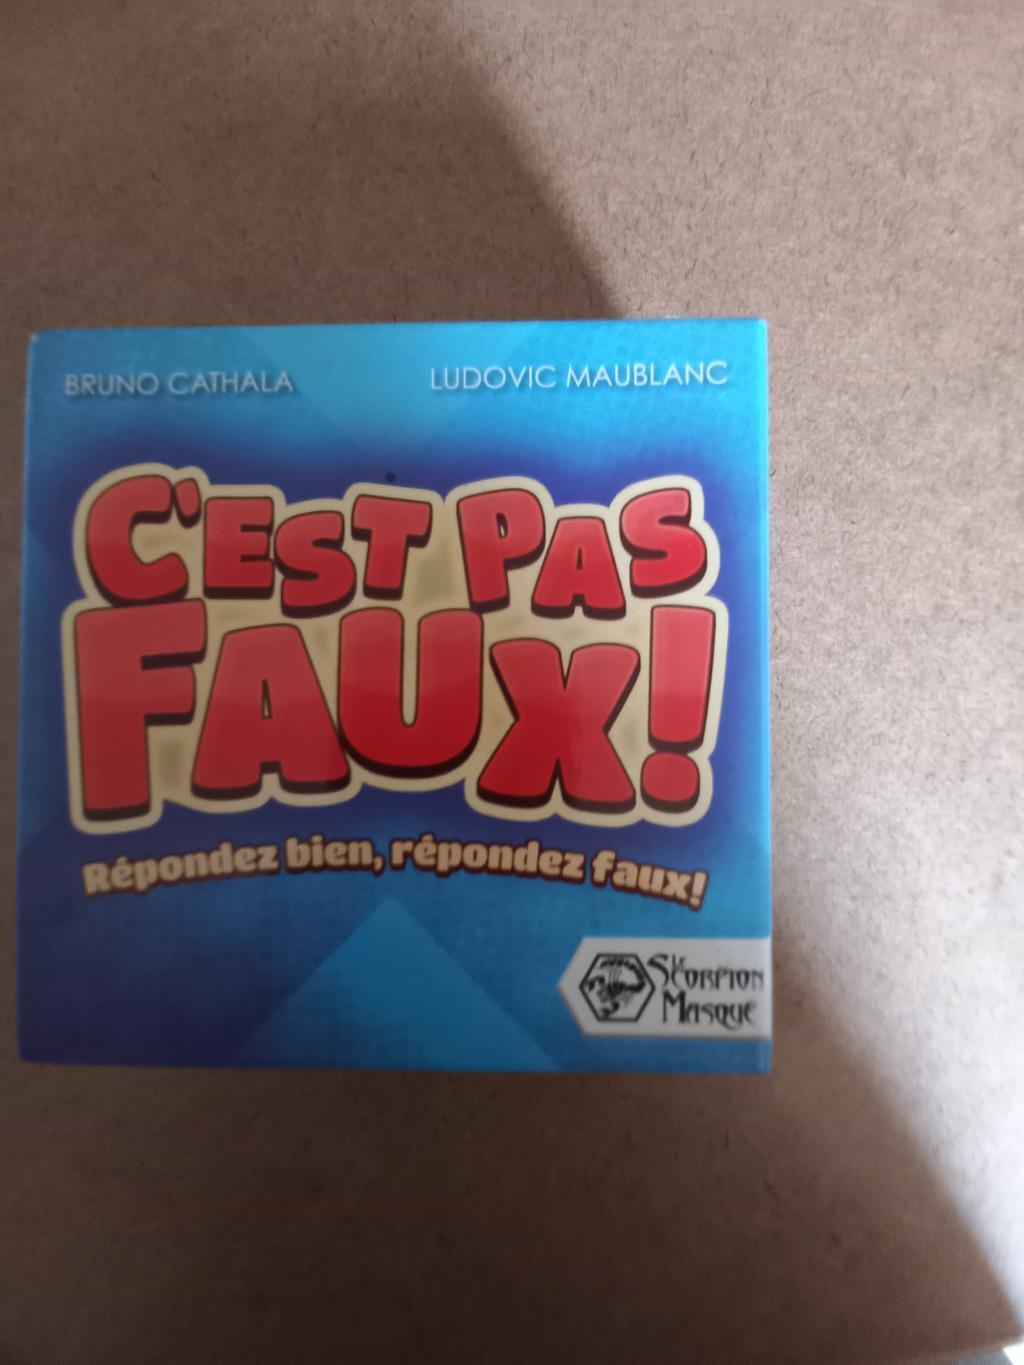 BRUNO CATHALA
LUDOVIC MAUBLANC
C'EST PAS
FAUX!
Répondez bien, répondez faux!
LE
SCORPION
MASQUÉ